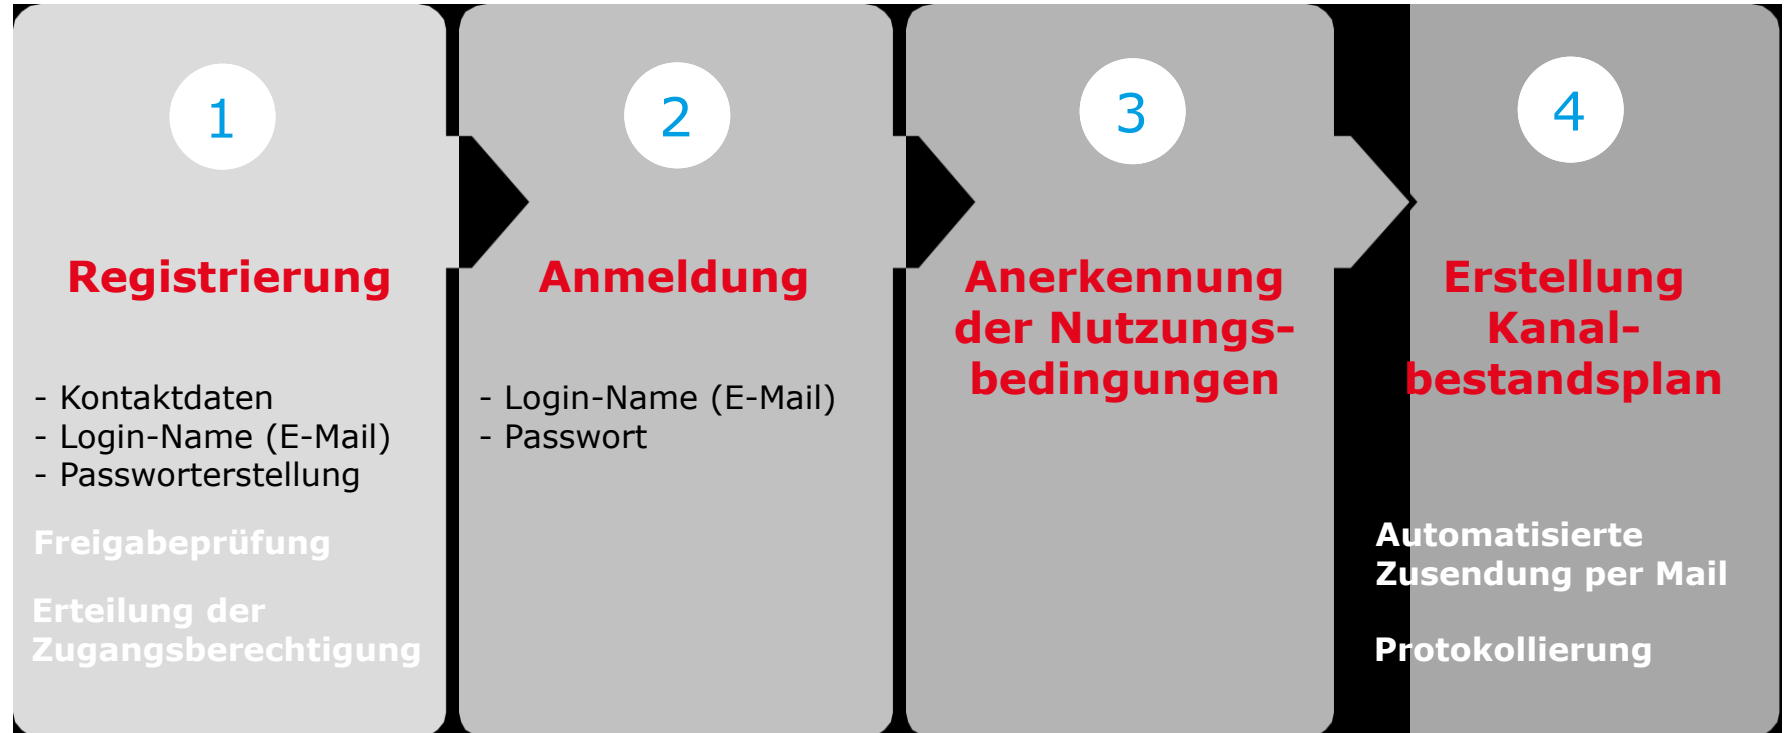 1
Registrierung
- Kontaktdaten
- Login-Name (E-Mail)
- Passworterstellung
Freigabeprüfung
Erteilung der
Zugangsberechtigung
2
Anmeldung
- Login-Name (E-Mail)
- Passwort
3
Anerkennung
der Nutzungs-
bedingungen
4
Erstellung
Kanal-
bestandsplan
Automatisierte
Zusendung per Mail
Protokollierung